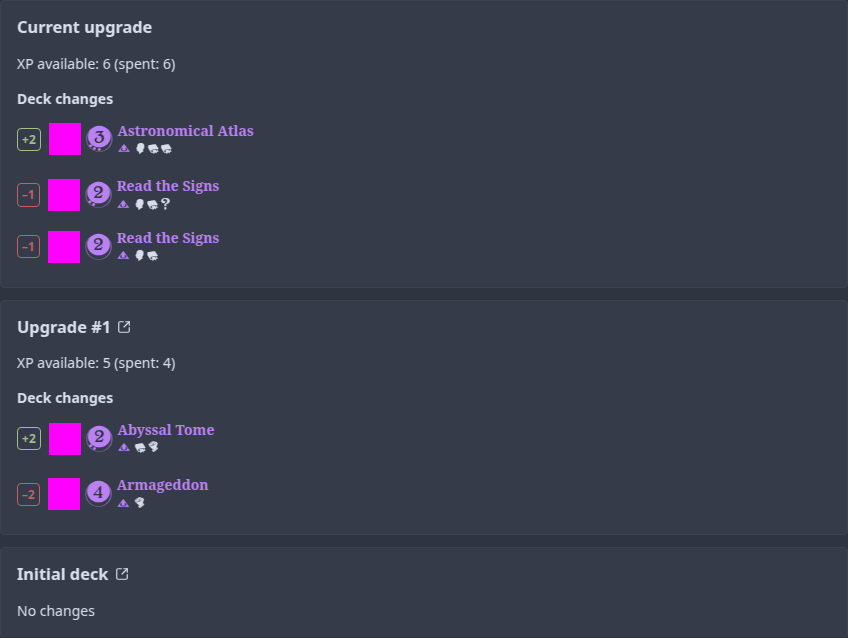 Current upgrade
XP available: 6 (spent: 6)
Deck changes
+2 3 Astronomical Atlas
–1 2 Read the Signs
?
–1 2 Read the Signs
Upgrade #1
XP available: 5 (spent: 4)
Deck changes
+2 2 Abyssal Tome
–2 4 Armageddon
Initial deck
No changes